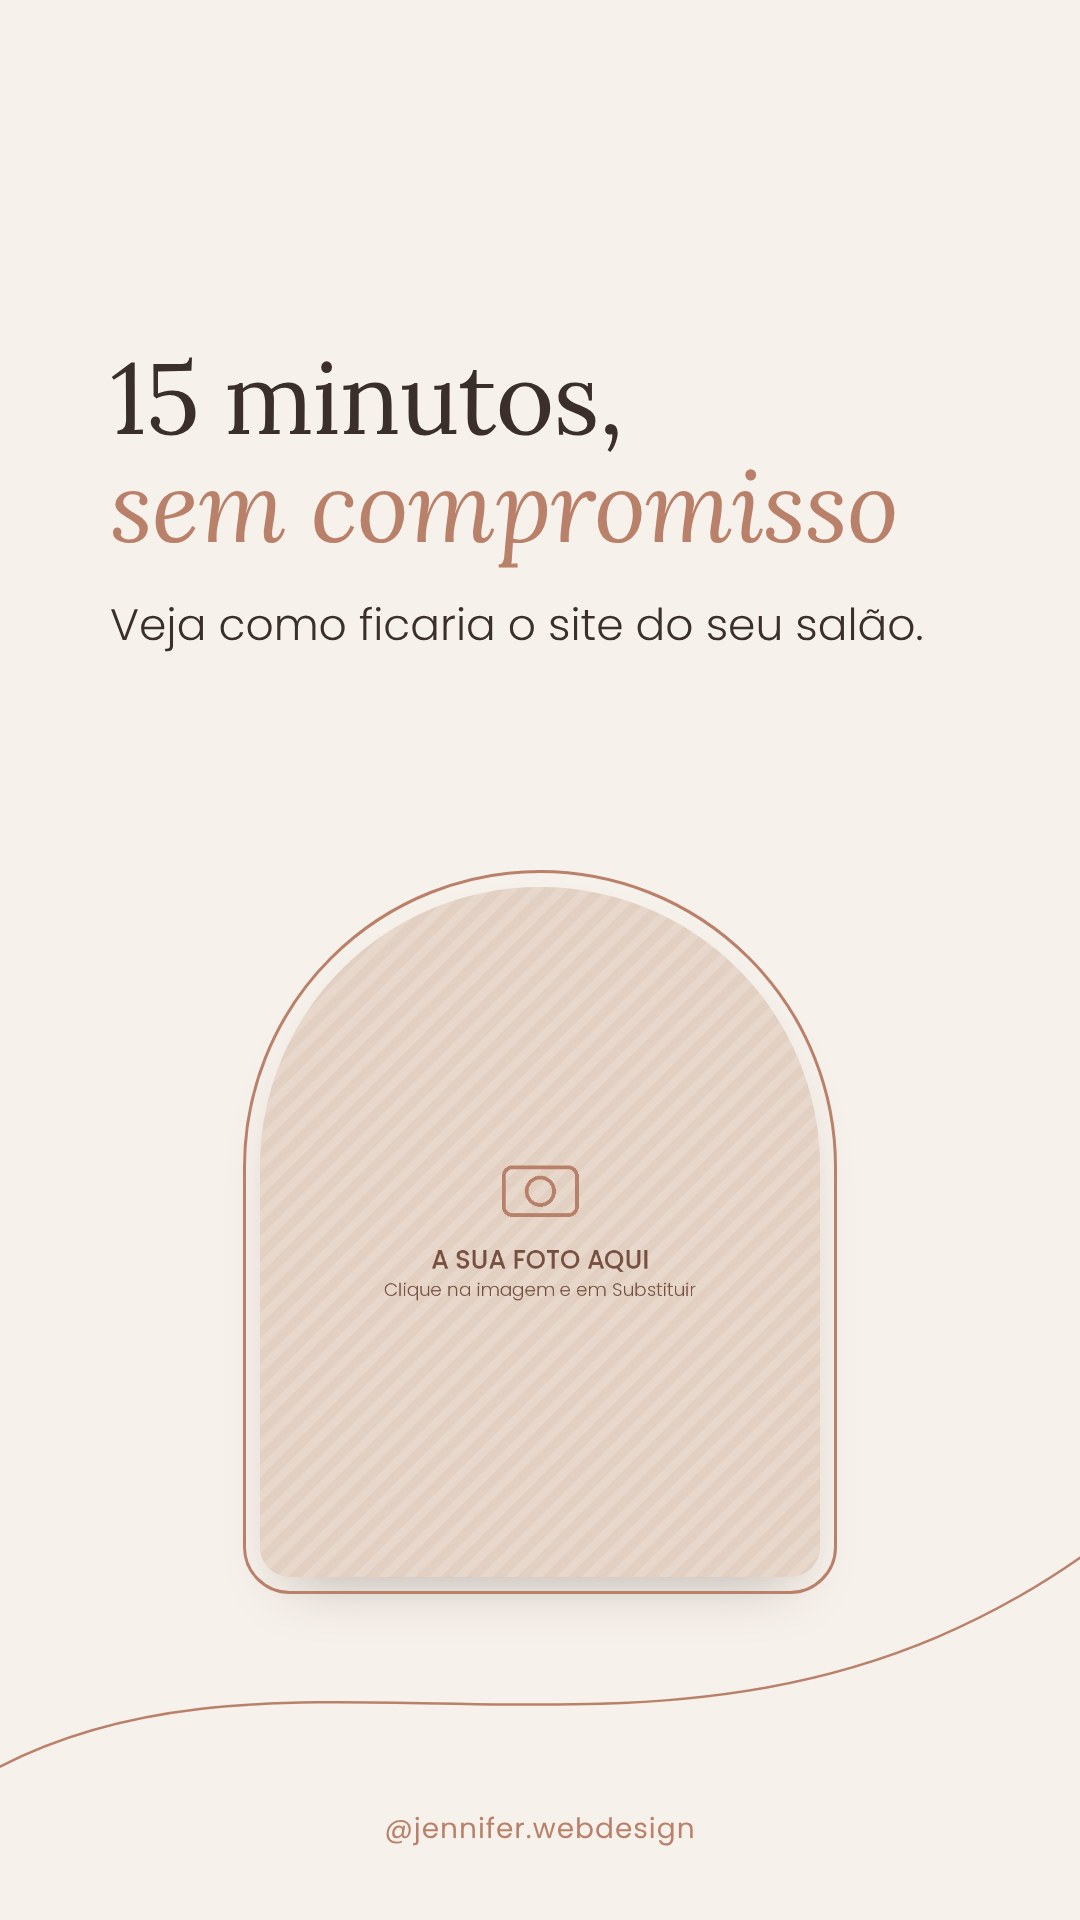 15 minutos,
sem compromisso
Veja como ficaria o site do seu salão.
A SUA FOTO AQUI
Clique na imagem e em Substituir
@jennifer.webdesign